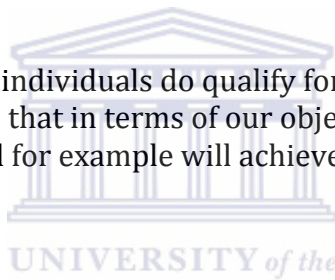 individuals do qualify for
that in terms of our obje
for example will achieve
UNIVERSITY of the